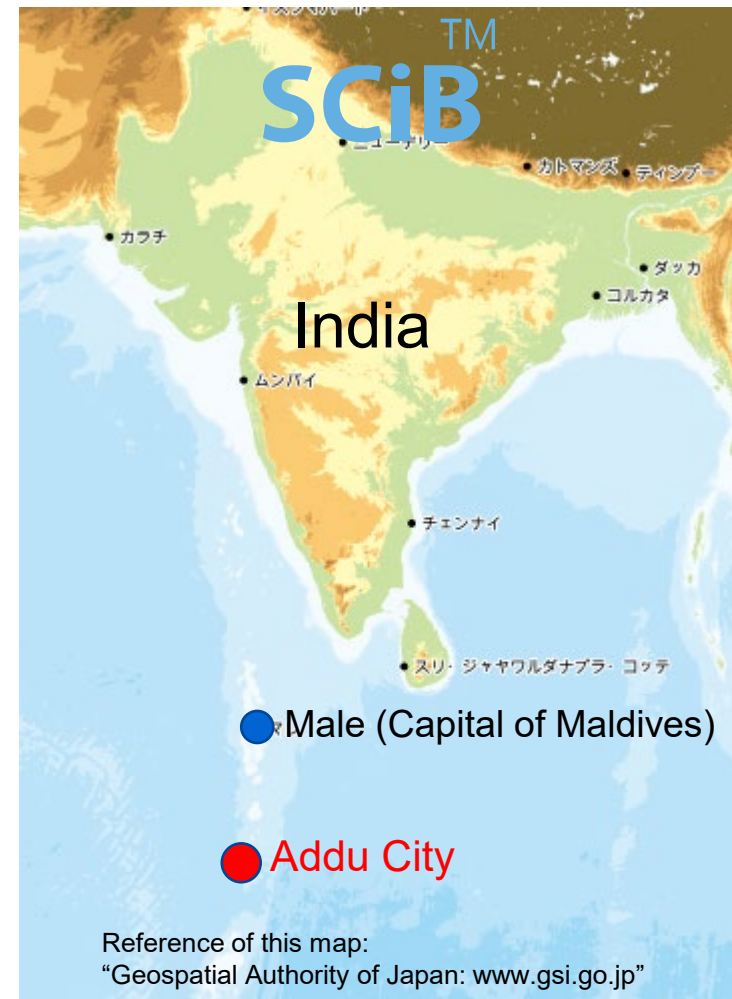 TM
SCiB
ニューデリー
カトマンズ
ティンプー
カラチ
ダッカ
コルカタ
India
ムンバイ
チェンナイ
スリ・ジャヤワルダナプラ・コッテ
Male (Capital of Maldives)
Addu City
Reference of this map:
“Geospatial Authority of Japan: www.gsi.go.jp”